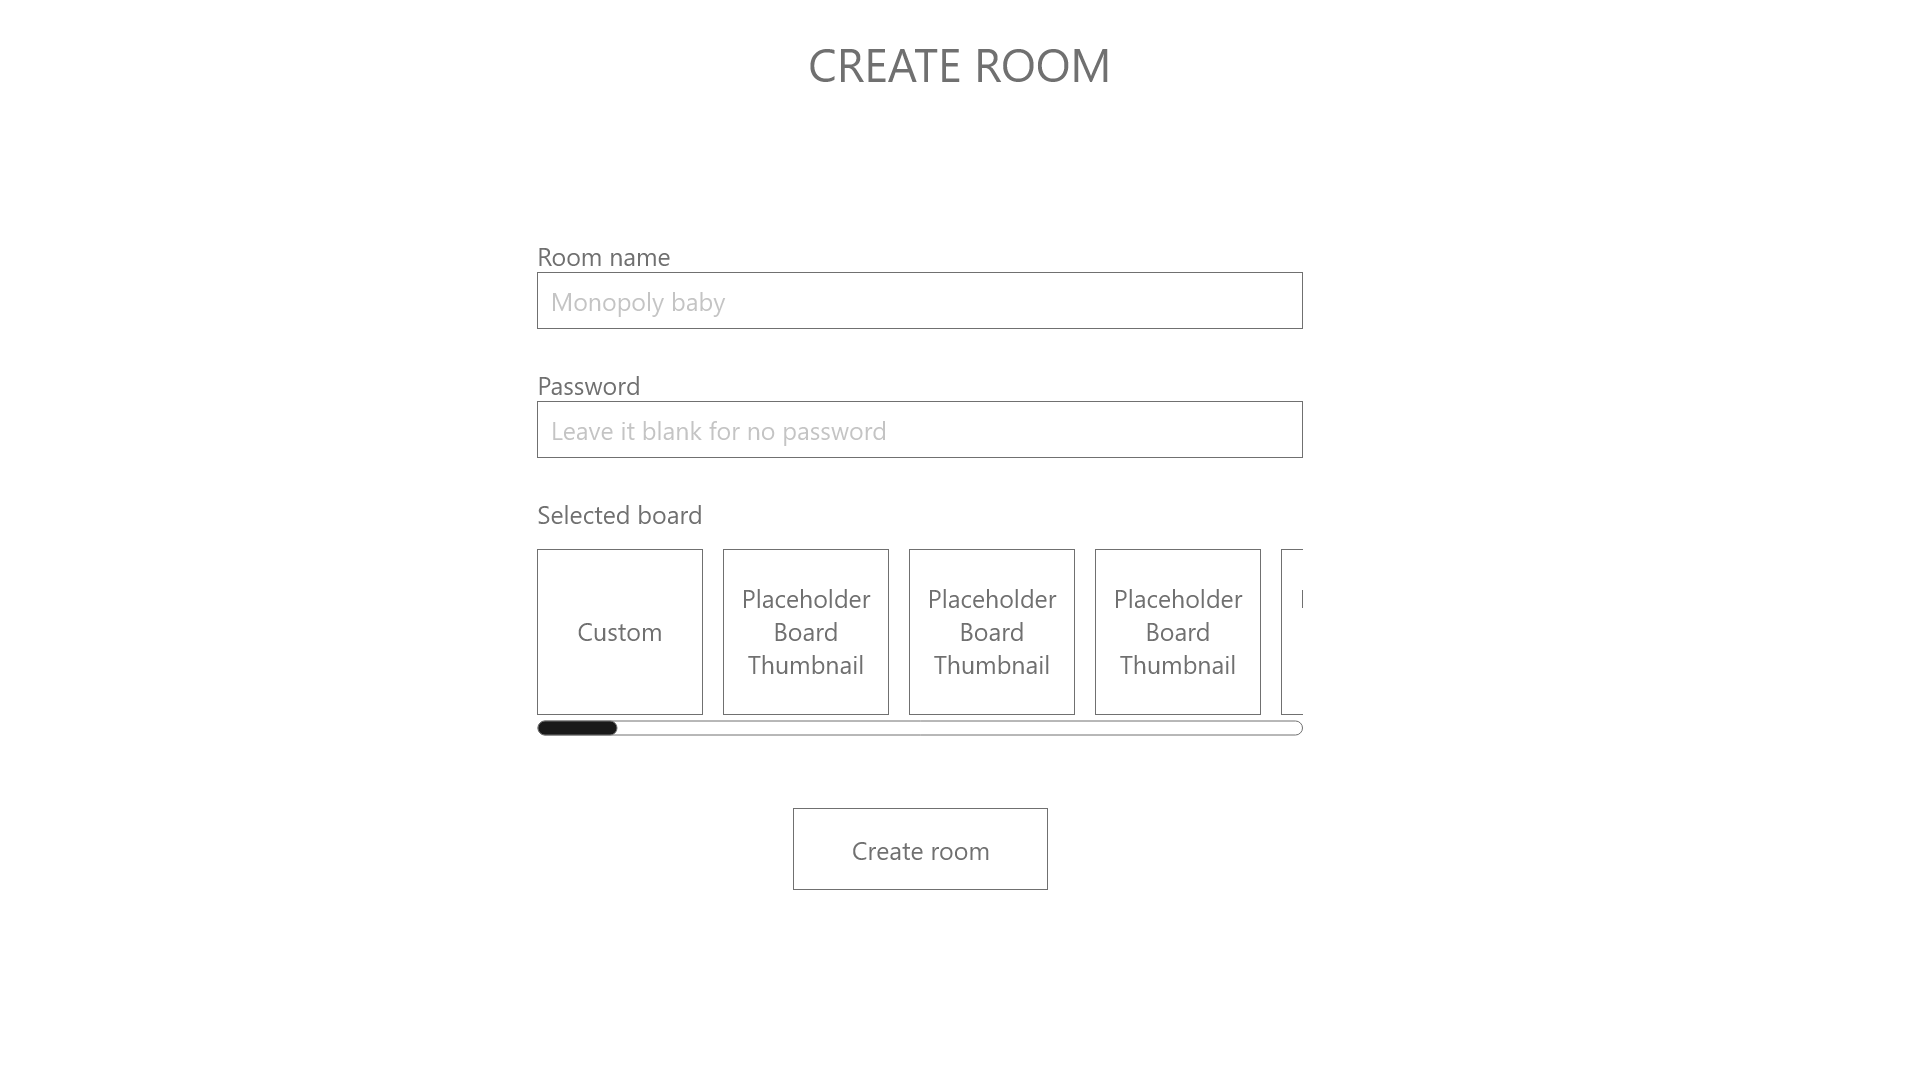 CREATE ROOM
Room name
Monopoly baby
Password
Leave it blank for no password
Selected board
Custom
Placeholder
Board
Thumbnail
Placeholder
Board
Thumbnail
Placeholder
Board
Thumbnail
Create room